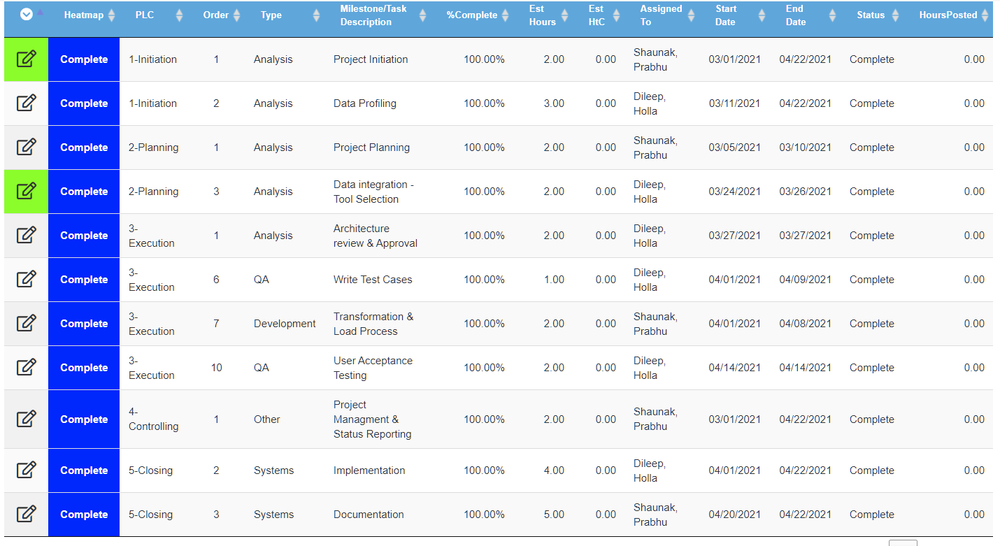 Heatmap PLC Order Type Milestone/Task Description %Complete Est Hours Est HtC Assigned To Start Date End Date Status HoursPosted
Complete 1-Initiation 1 Analysis Project Initiation 100.00% 2.00 0.00 Shaunak, Prabhu 03/01/2021 04/22/2021 Complete 0.00
Complete 1-Initiation 2 Analysis Data Profiling 100.00% 3.00 0.00 Dileep, Holla 03/11/2021 04/22/2021 Complete 0.00
Complete 2-Planning 1 Analysis Project Planning 100.00% 2.00 0.00 Shaunak, Prabhu 03/05/2021 03/10/2021 Complete 0.00
Complete 2-Planning 3 Analysis Data integration - Tool Selection 100.00% 2.00 0.00 Dileep, Holla 03/24/2021 03/26/2021 Complete 0.00
Complete 3-Execution 1 Analysis Architecture review & Approval 100.00% 2.00 0.00 Dileep, Holla 03/27/2021 03/27/2021 Complete 0.00
Complete 3-Execution 6 QA Write Test Cases 100.00% 1.00 0.00 Dileep, Holla 04/01/2021 04/09/2021 Complete 0.00
Complete 3-Execution 7 Development Transformation & Load Process 100.00% 2.00 0.00 Shaunak, Prabhu 04/01/2021 04/08/2021 Complete 0.00
Complete 3-Execution 10 QA User Acceptance Testing 100.00% 2.00 0.00 Dileep, Holla 04/14/2021 04/14/2021 Complete 0.00
Complete 4-Controlling 1 Other Project Managment & Status Reporting 100.00% 2.00 0.00 Shaunak, Prabhu 03/01/2021 04/22/2021 Complete 0.00
Complete 5-Closing 2 Systems Implementation 100.00% 4.00 0.00 Dileep, Holla 04/01/2021 04/22/2021 Complete 0.00
Complete 5-Closing 3 Systems Documentation 100.00% 5.00 0.00 Shaunak, Prabhu 04/20/2021 04/22/2021 Complete 0.00